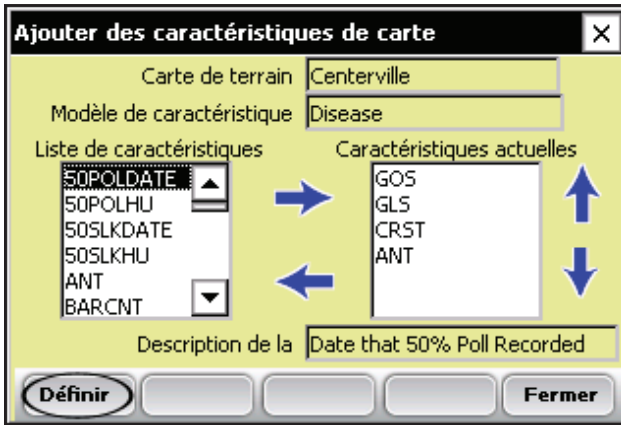 Ajouter des caractéristiques de carte
Carte de terrain Centerville
Modèle de caractéristique Disease
Liste de caractéristiques Caractéristiques actuelles
50POLDATE GOS
50POLHU GLS
50SLKDATE CRST
50SLKHU ANT
ANT
BARCNT
Description de la Date that 50% Poll Recorded
Définir Fermer